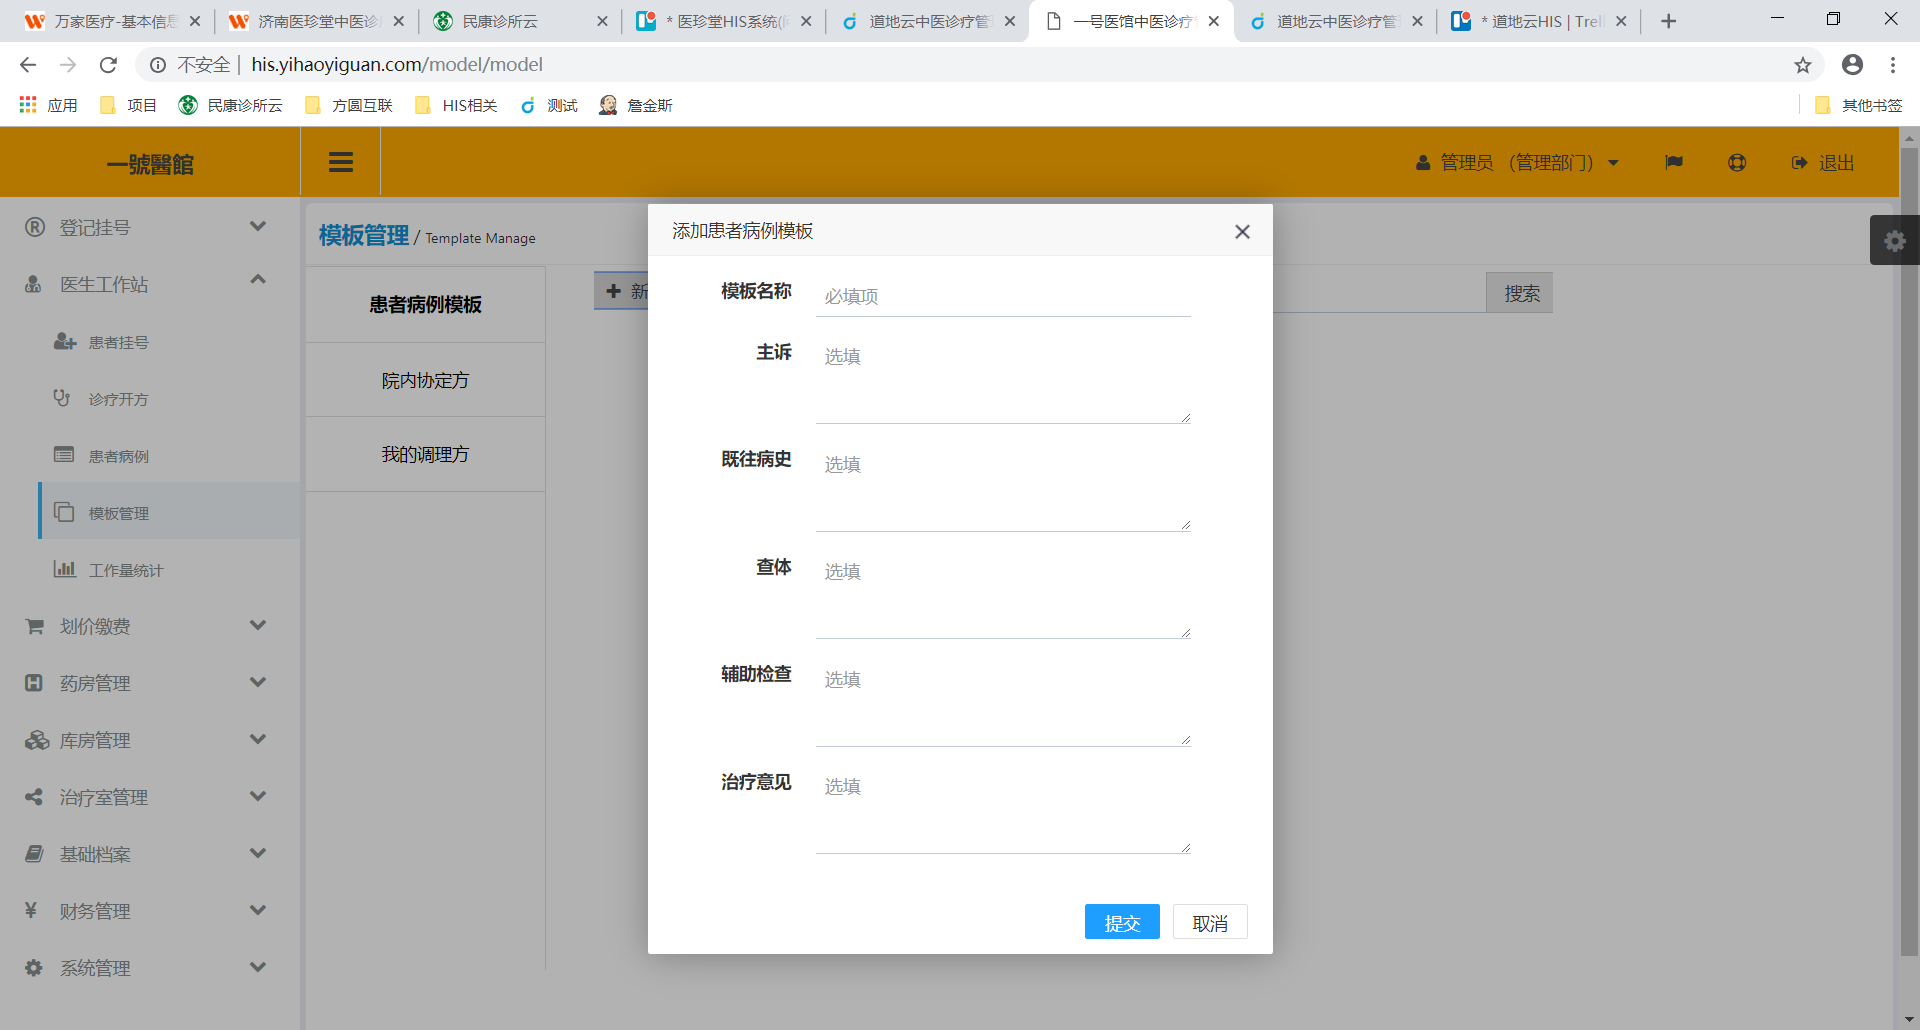 万家医疗-基本信息
济南医珍堂中医诊
民康诊所云
* 医珍堂HIS系统(问
道地云中医诊疗管
一号医馆中医诊疗
道地云中医诊疗管
* 道地云HIS | Trell
不安全 | his.yihaoyiguan.com/model/model
应用
项目
民康诊所云
方圆互联
HIS相关
测试
詹金斯
其他书签
一號醫館
管理员 （管理部门）
退出
登记挂号
医生工作站
患者挂号
诊疗开方
患者病例
模板管理
工作量统计
划价缴费
药房管理
库房管理
治疗室管理
基础档案
财务管理
系统管理
模板管理 / Template Manage
患者病例模板
院内协定方
我的调理方
新
搜索
添加患者病例模板
模板名称 必填项
主诉 选填
既往病史 选填
查体 选填
辅助检查 选填
治疗意见 选填
提交 取消